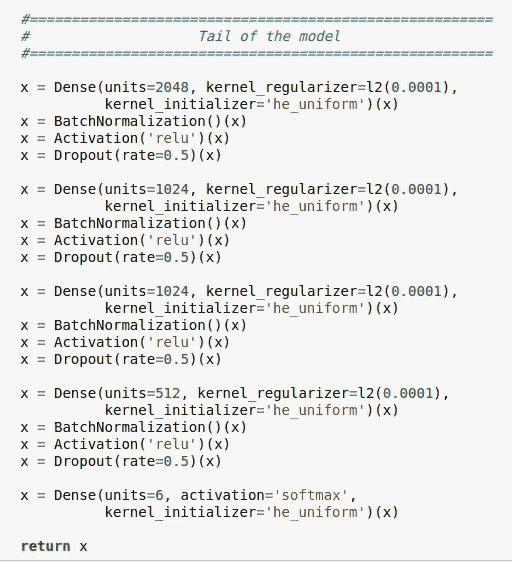 #=======================================================
#                    Tail of the model
#=======================================================
x = Dense(units=2048, kernel_regularizer=l2(0.0001),
          kernel_initializer='he_uniform')(x)
x = BatchNormalization()(x)
x = Activation('relu')(x)
x = Dropout(rate=0.5)(x)
x = Dense(units=1024, kernel_regularizer=l2(0.0001),
          kernel_initializer='he_uniform')(x)
x = BatchNormalization()(x)
x = Activation('relu')(x)
x = Dropout(rate=0.5)(x)
x = Dense(units=1024, kernel_regularizer=l2(0.0001),
          kernel_initializer='he_uniform')(x)
x = BatchNormalization()(x)
x = Activation('relu')(x)
x = Dropout(rate=0.5)(x)
x = Dense(units=512, kernel_regularizer=l2(0.0001),
          kernel_initializer='he_uniform')(x)
x = BatchNormalization()(x)
x = Activation('relu')(x)
x = Dropout(rate=0.5)(x)
x = Dense(units=6, activation='softmax',
          kernel_initializer='he_uniform')(x)
return x